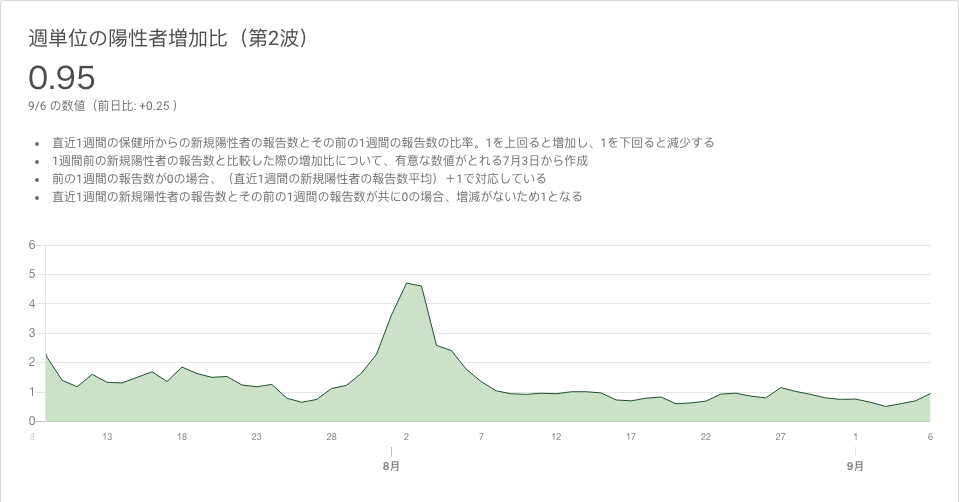 週単位の陽性者増加比（第2波）
0.95
9/6 の数値（前日比: +0.25 ）
• 直近1週間の保健所からの新規陽性者の報告数とその前の1週間の報告数の比率。1を上回ると増加し、1を下回ると減少する
• 1週間前の新規陽性者の報告数と比較した際の増加比について、有意な数値がとれる7月3日から作成
• 前の1週間の報告数が0の場合、（直近1週間の新規陽性者の報告数平均）＋1で対応している
• 直近1週間の新規陽性者の報告数とその前の1週間の報告数が共に0の場合、増減がないため1となる
6
5
4
3
2
1
0
8 13 18 23 28 2 7 12 17 22 27 1 6
8月 9月